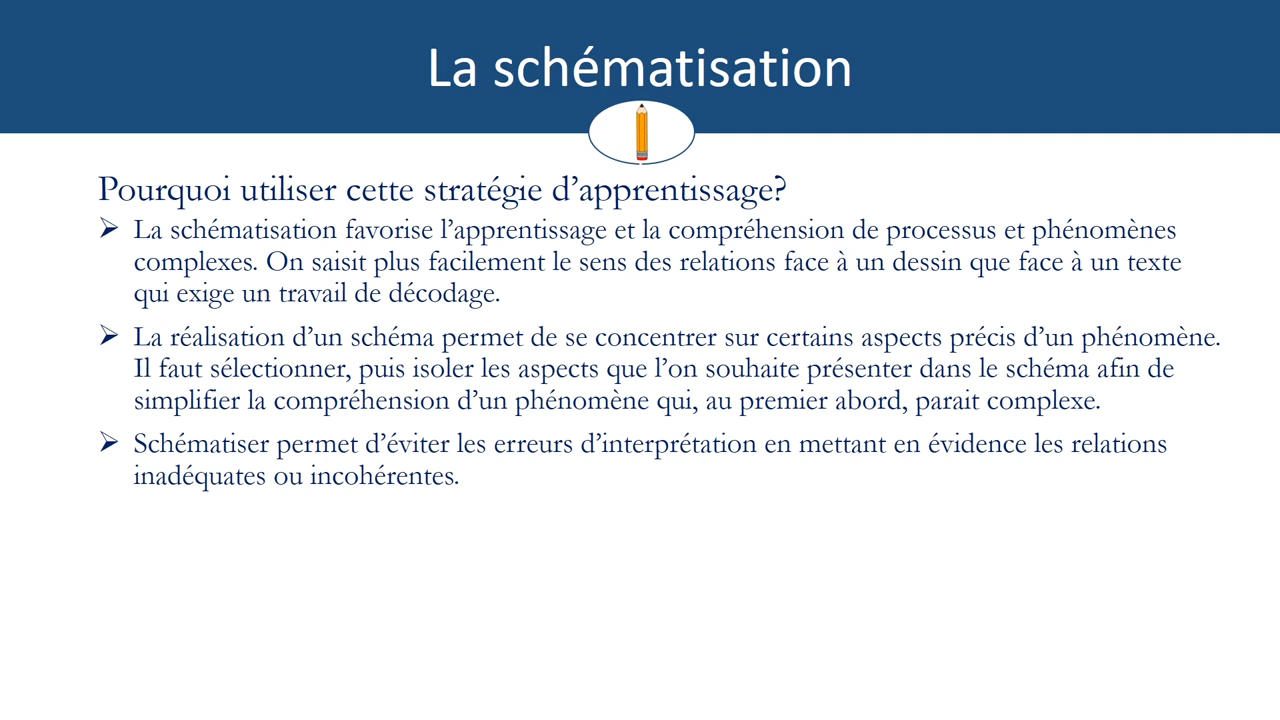 La schématisation
Pourquoi utiliser cette stratégie d’apprentissage?
➢ La schématisation favorise l’apprentissage et la compréhension de processus et phénomènes
complexes. On saisit plus facilement le sens des relations face à un dessin que face à un texte
qui exige un travail de décodage.
➢ La réalisation d’un schéma permet de se concentrer sur certains aspects précis d’un phénomène.
Il faut sélectionner, puis isoler les aspects que l’on souhaite présenter dans le schéma afin de
simplifier la compréhension d’un phénomène qui, au premier abord, parait complexe.
➢ Schématiser permet d’éviter les erreurs d’interprétation en mettant en évidence les relations
inadéquates ou incohérentes.